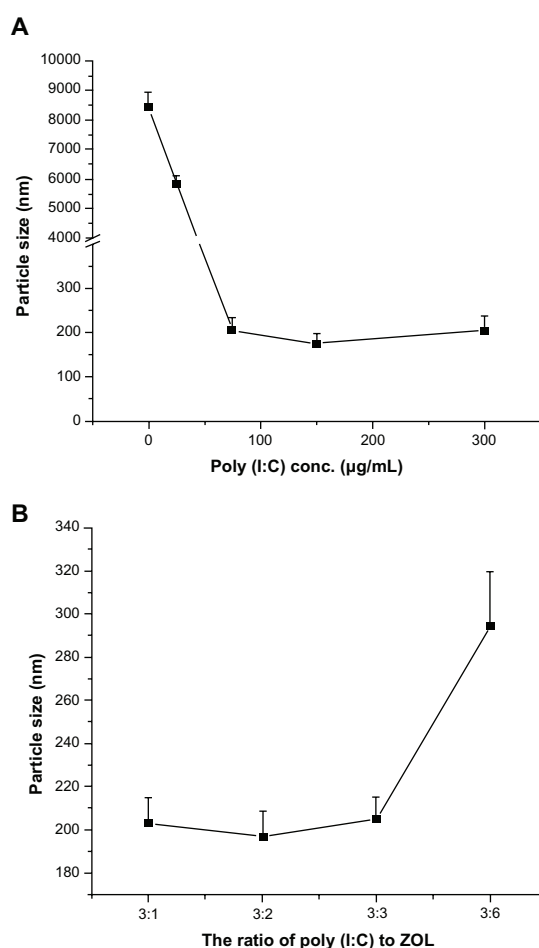 A
10000
9000
8000
7000
6000
5000
4000
300
200
100
0
Particle size (nm)
0 100 200 300
Poly (I:C) conc. (µg/mL)
B
340
320
300
280
260
240
220
200
180
Particle size (nm)
3:1 3:2 3:3 3:6
The ratio of poly (I:C) to ZOL